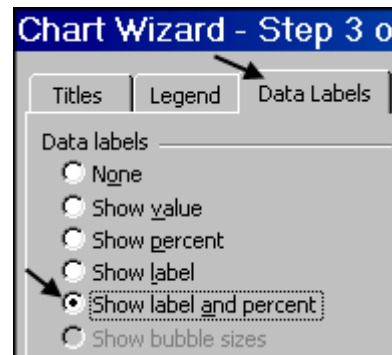 Chart Wizard - Step 3 o
Titles Legend Data Labels
Data labels
None
Show value
Show percent
Show label
Show label and percent
Show bubble sizes